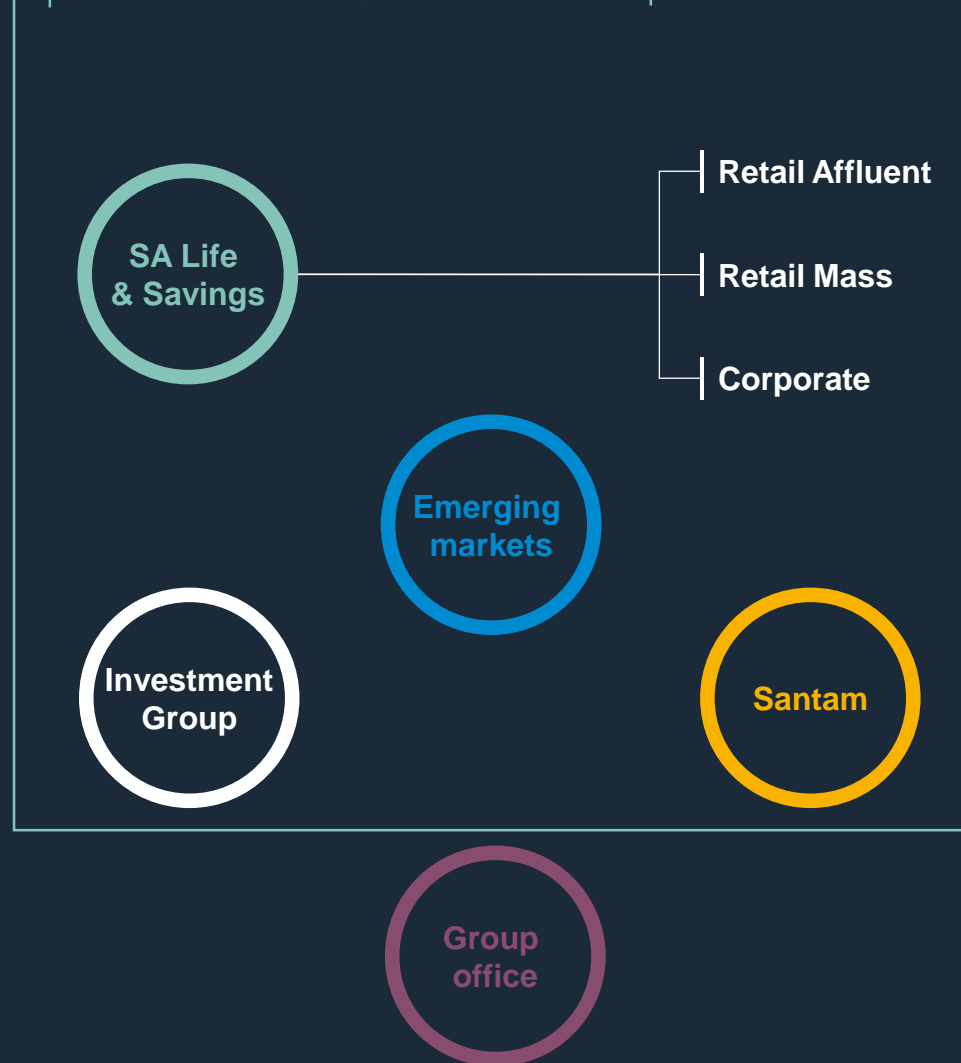 SA Life
& Savings
Retail Affluent
Retail Mass
Corporate
Emerging
markets
Investment
Group
Santam
Group
office